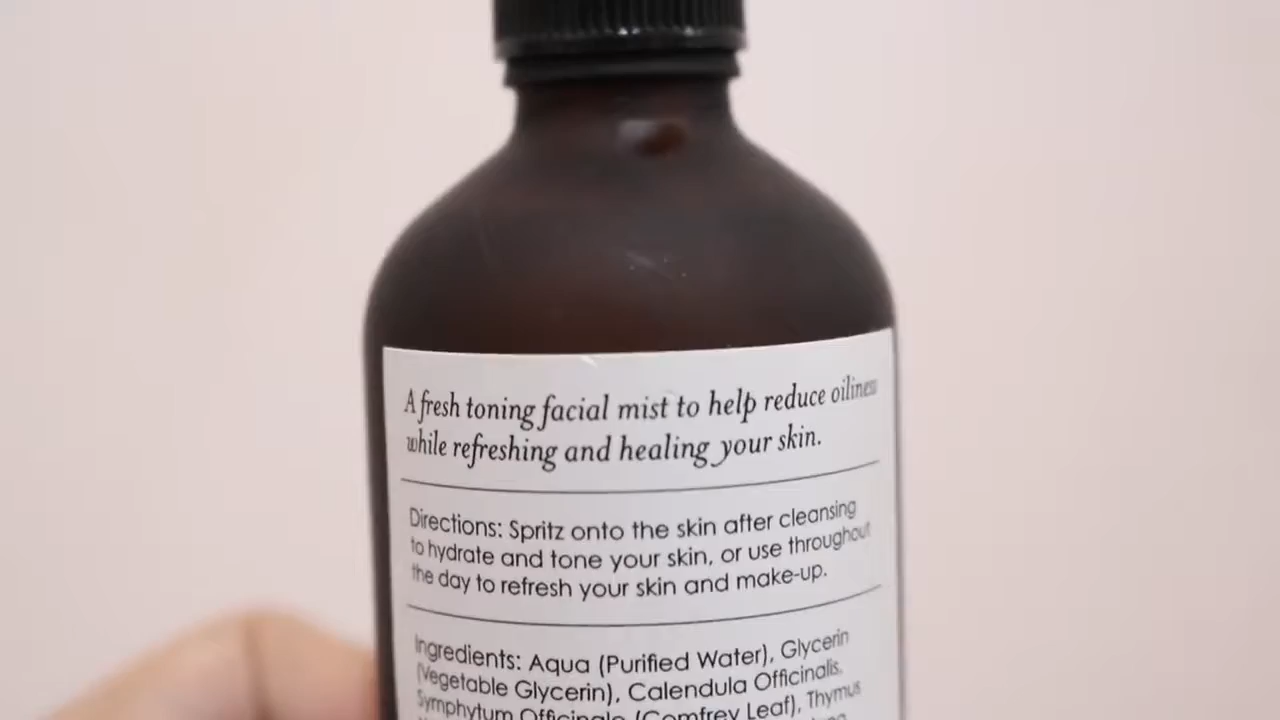 A fresh toning facial mist to help reduce oiliness
while refreshing and healing your skin.
Directions: Spritz onto the skin after cleansing
to hydrate and tone your skin, or use throughout
the day to refresh your skin and make-up.
Ingredients: Aqua (Purified Water), Glycerin
(Vegetable Glycerin), Calendula Officinalis,
Symphytum Officinale (Comfrey Leaf), Thymus